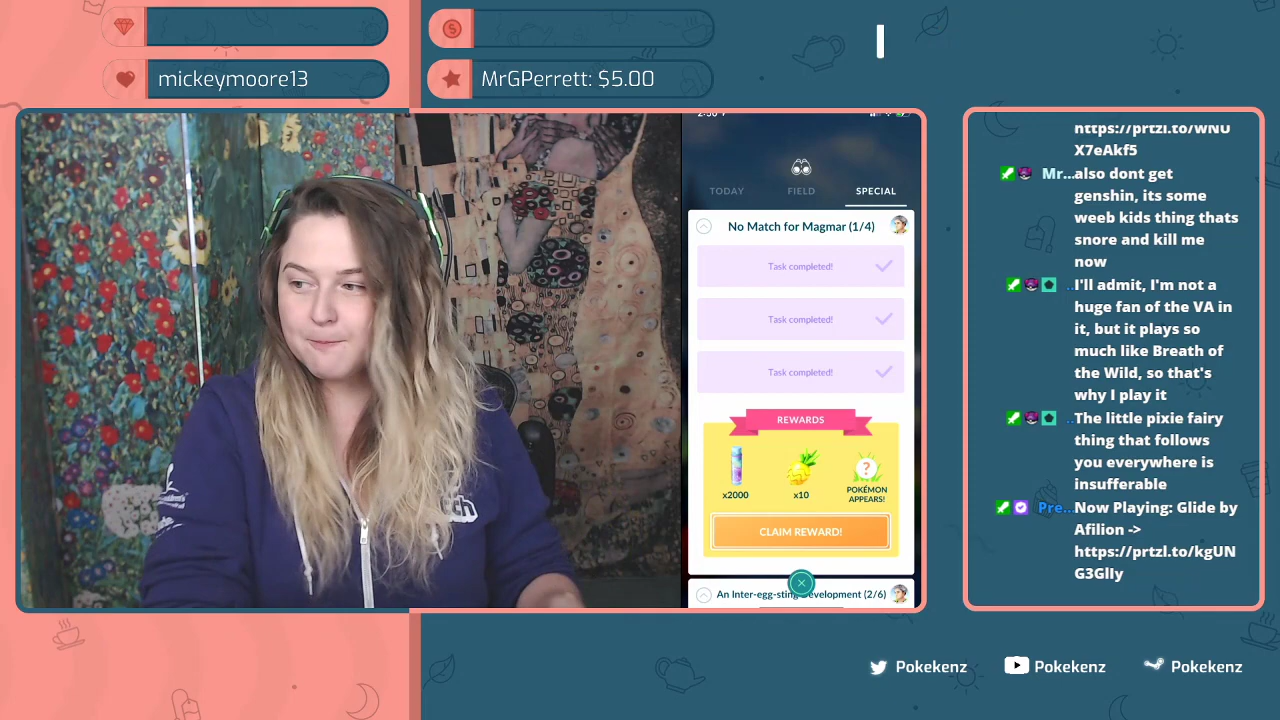 mickeymoore13
MrGPerrett: $5.00
TODAY
FIELD
SPECIAL
No Match for Magmar (1/4)
Task completed!
Task completed!
Task completed!
REWARDS
x2000
x10
POKÉMON
APPEARS!
CLAIM REWARD!
An Inter-egg-sting Development (2/6)
https://prtzl.to/wNU
X7eAkf5
Mr...also dont get
genshin, its some
weeb kids thing thats
snore and kill me
now
..I'll admit, I'm not a
huge fan of the VA in
it, but it plays so
much like Breath of
the Wild, so that's
why I play it
..The little pixie fairy
thing that follows
you everywhere is
insufferable
Pre...Now Playing: Glide by
Afilion ->
https://prtzl.to/kgUN
G3GlIy
Pokekenz
Pokekenz
Pokekenz